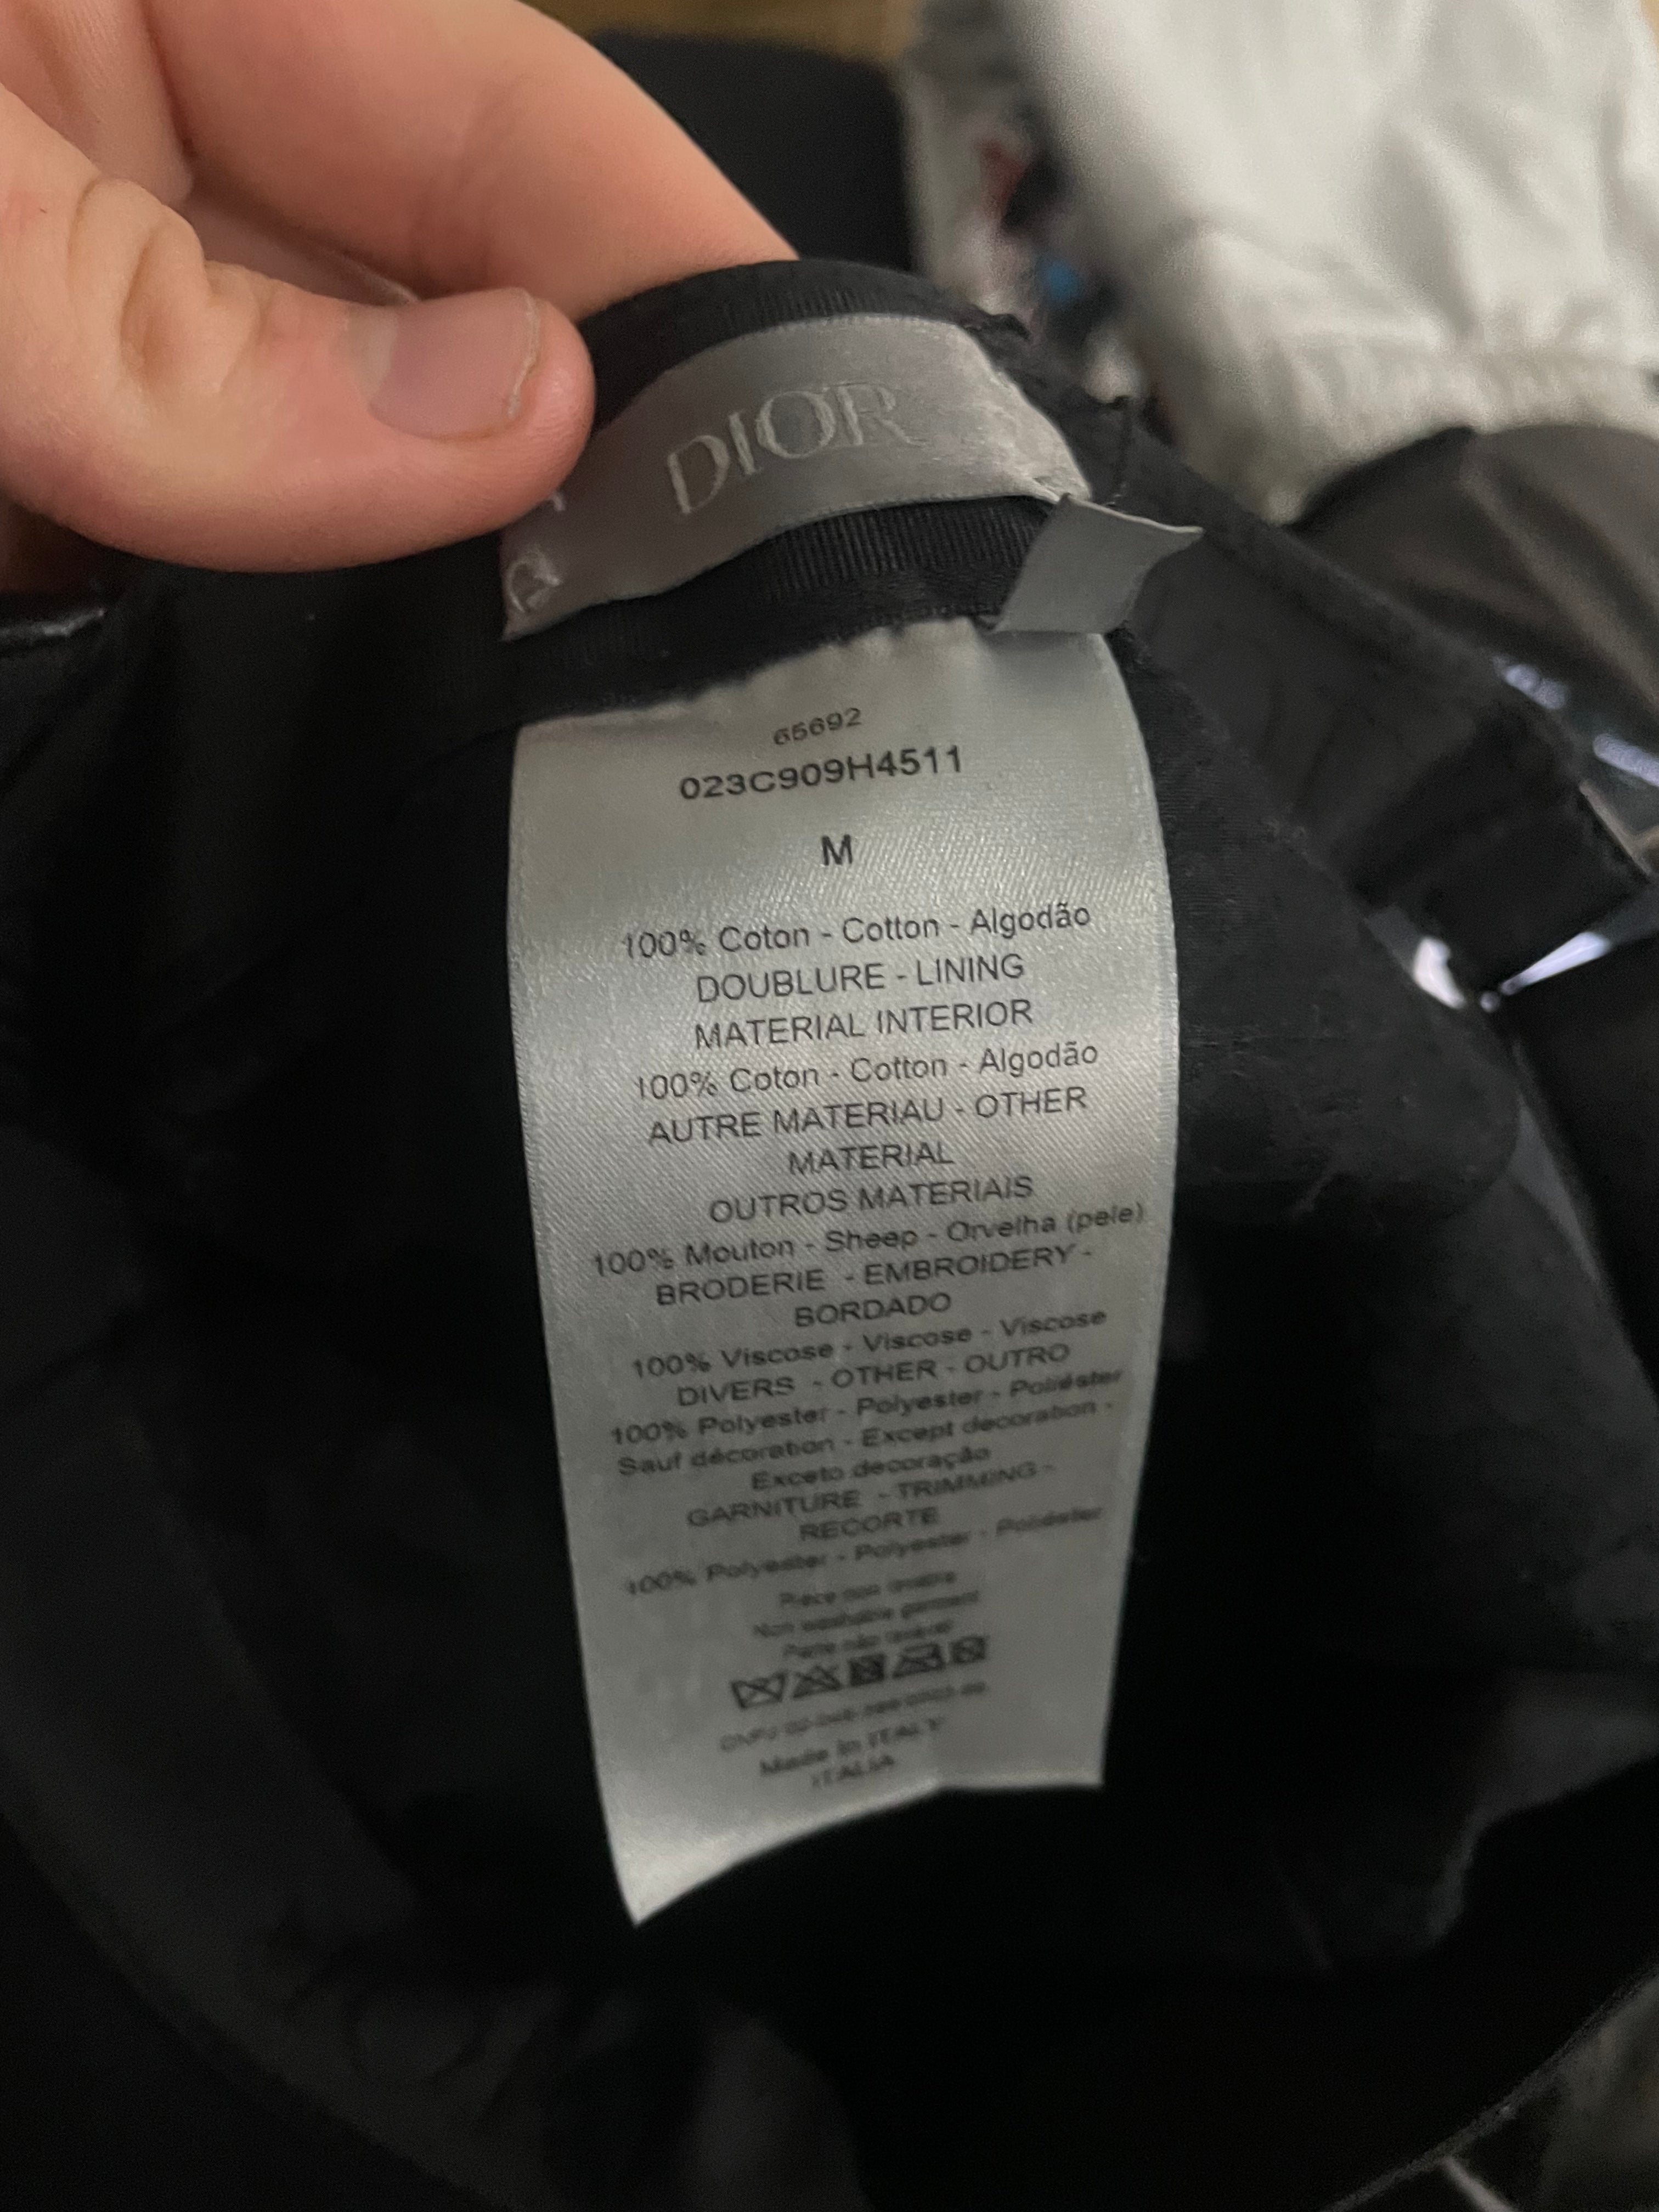 DIOR
65692
023C909H4511
M
100% Coton - Cotton - Algodão
DOUBLURE - LINING
MATERIAL INTERIOR
100% Coton - Cotton - Algodão
AUTRE MATERIAU - OTHER
MATERIAL
OUTROS MATERIAIS
100% Mouton - Sheep - Orvelha (pele)
BRODERIE - EMBROIDERY -
BORDADO
100% Viscose - Viscose - Viscose
DIVERS - OTHER - OUTRO
100% Polyester - Polyester - Poliéster
Sauf décoration - Except decoration -
Exceto decoração
GARNITURE - TRIMMING -
RECORTE
100% Polyester - Polyester - Poliéster
Non washable garment
Made in ITALY
ITALIA